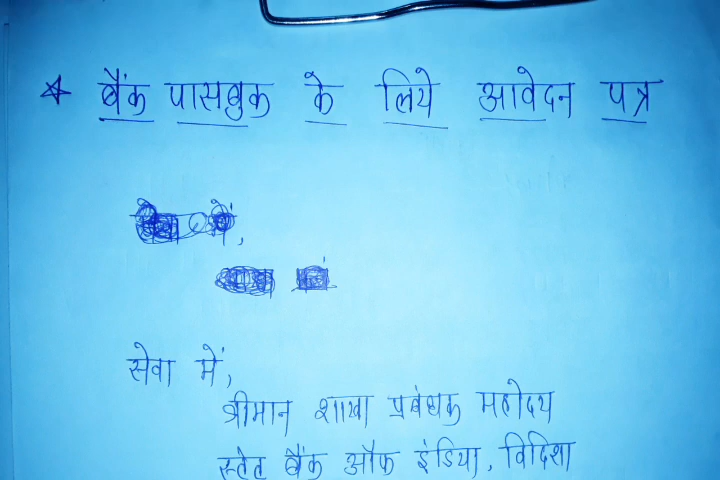 * बैंक पासबुक के लिये आवेदन पत्र
सेवा में,
श्रीमान शाखा प्रबंधक महोदय
स्टेट बैंक ऑफ इंडिया, विदिशा